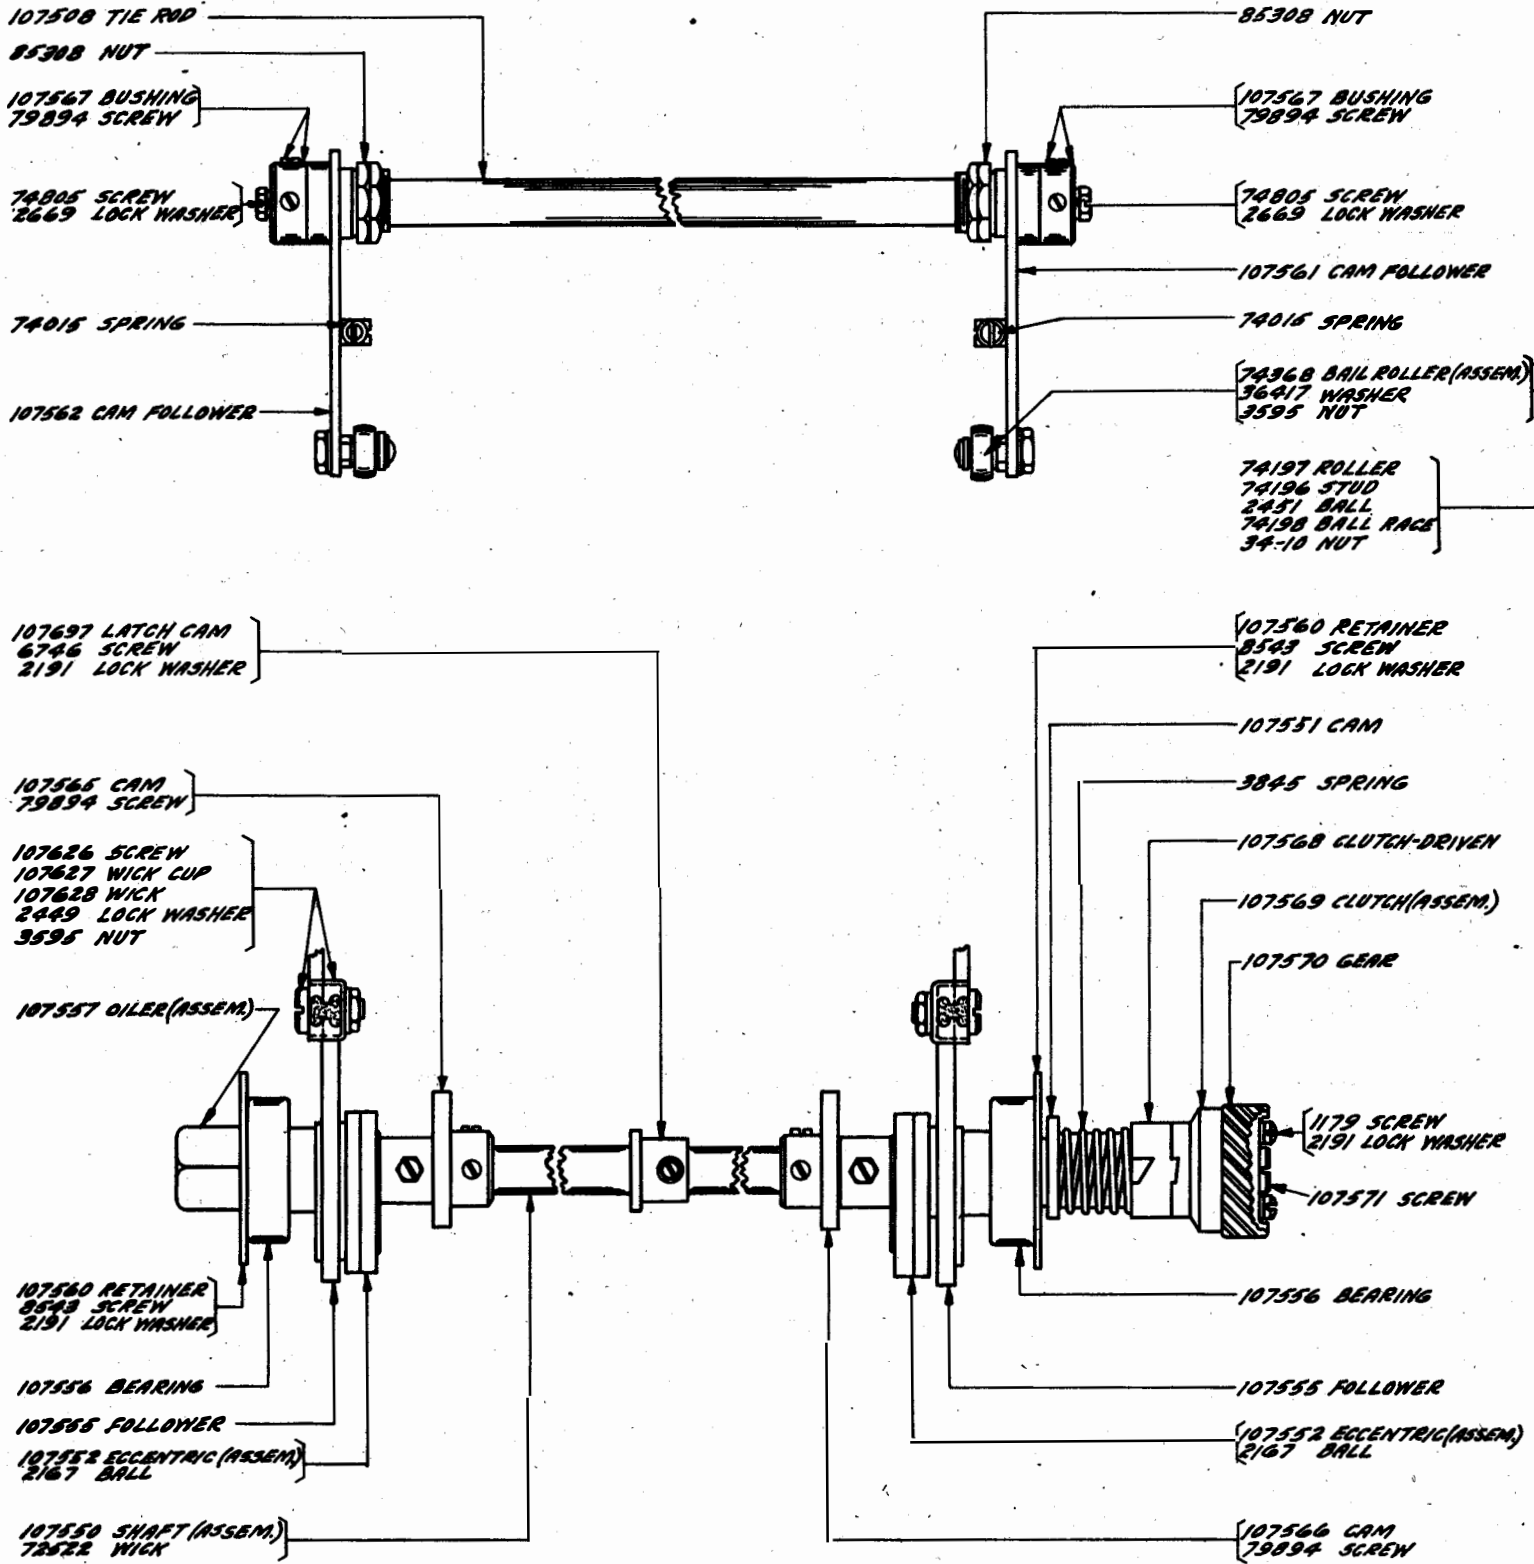 107508 TIE ROD
85308 NUT
107567 BUSHING
79894 SCREW
74805 SCREW
2669 LOCK WASHER
74015 SPRING
107562 CAM FOLLOWER
85308 NUT
107567 BUSHING
79894 SCREW
74805 SCREW
2669 LOCK WASHER
107561 CAM FOLLOWER
74015 SPRING
74368 BAIL ROLLER (ASSEM.)
36417 WASHER
3595 NUT
74197 ROLLER
74196 STUD
2451 BALL
74198 BALL RACE
34-10 NUT
107697 LATCH CAM
6746 SCREW
2191 LOCK WASHER
107565 CAM
79894 SCREW
107626 SCREW
107627 WICK CUP
107628 WICK
2449 LOCK WASHER
3595 NUT
107557 OILER (ASSEM.)
107560 RETAINER
8543 SCREW
2191 LOCK WASHER
107556 BEARING
107555 FOLLOWER
107552 ECCENTRIC (ASSEM)
2167 BALL
107550 SHAFT (ASSEM.)
72522 WICK
107560 RETAINER
8543 SCREW
2191 LOCK WASHER
107551 CAM
3845 SPRING
107568 CLUTCH-DRIVEN
107569 CLUTCH (ASSEM.)
107570 GEAR
1179 SCREW
2191 LOCK WASHER
107571 SCREW
107556 BEARING
107555 FOLLOWER
107552 ECCENTRIC (ASSEM.)
2167 BALL
107566 CAM
79894 SCREW